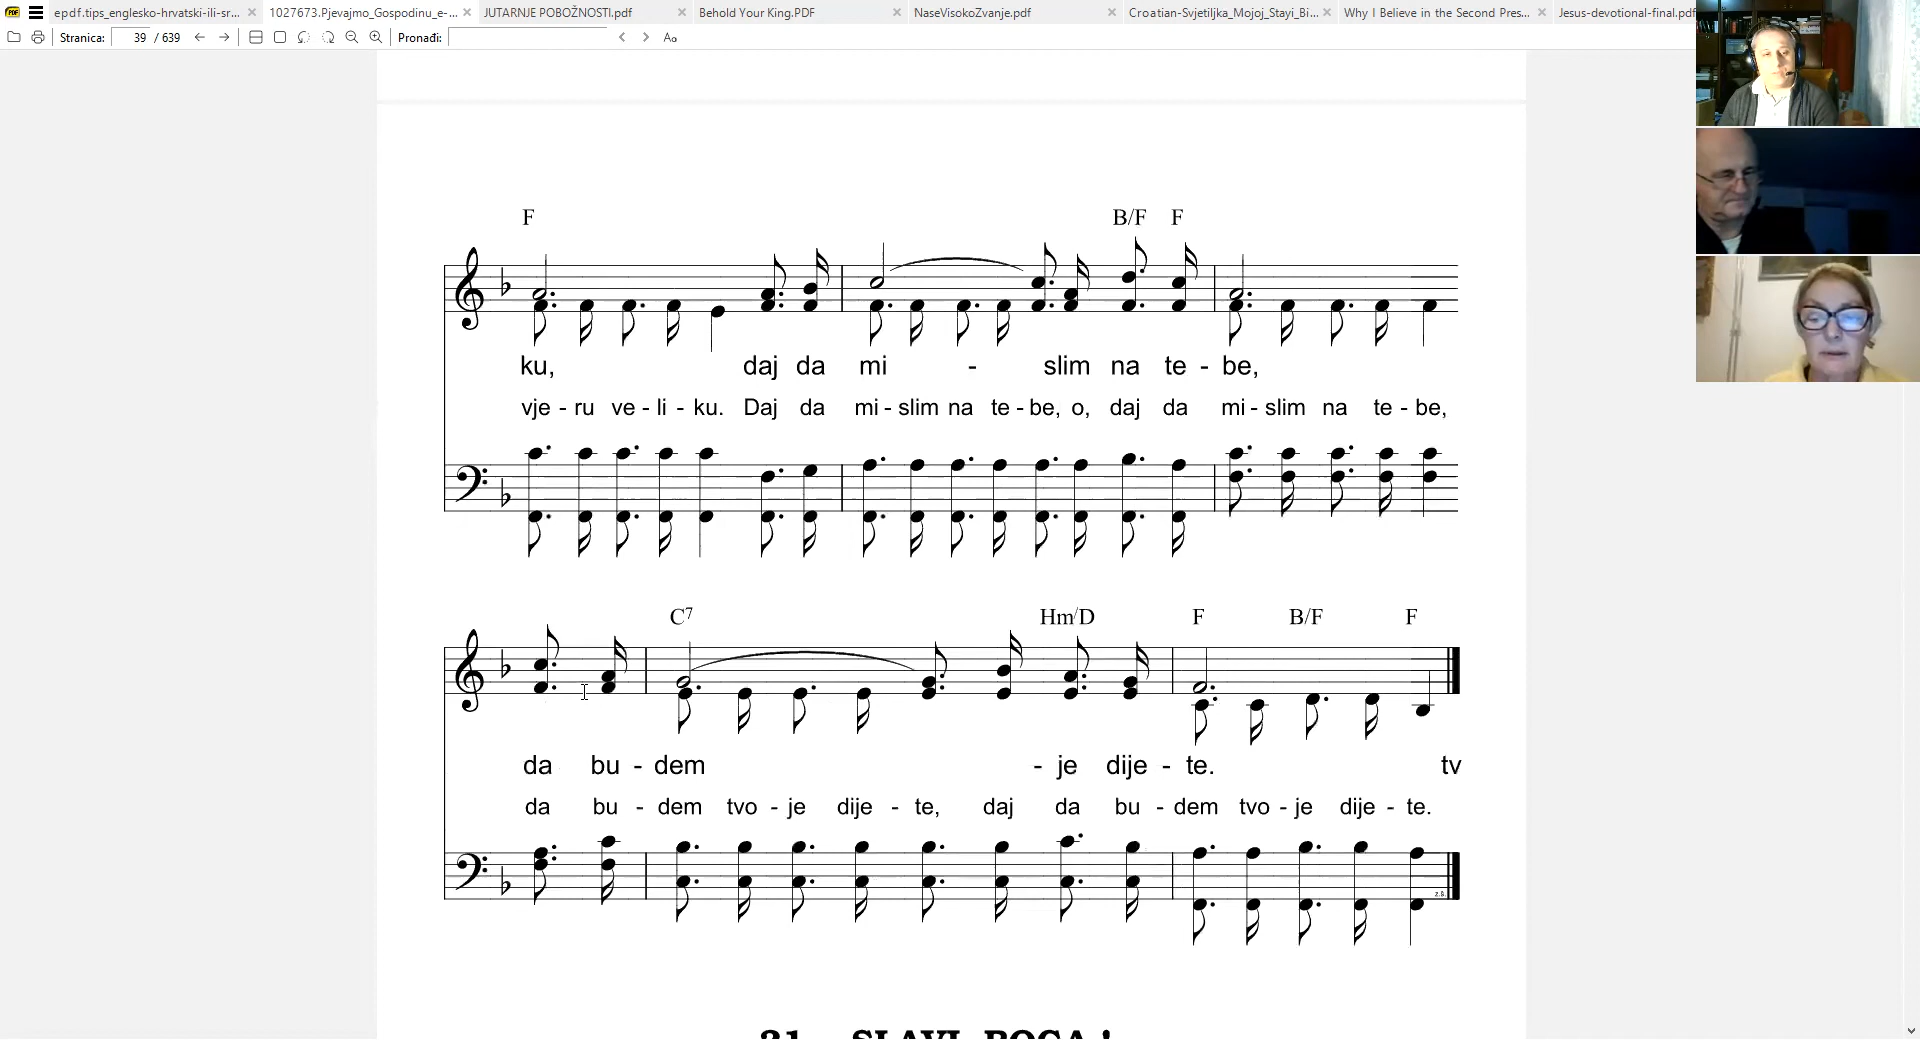 epdf.tips_englesko-hrvatski-ili-sr... 1027673.Pjevajmo_Gospodinu_e-... JUTARNJE POBOŽNOSTI.pdf Behold Your King.PDF NaseVisokoZvanje.pdf Croatian-Svjetiljka_Mojoj_Stayi_Bi... Why I Believe in the Second Pres... Jesus-devotional-final.pdf
Stranica: 39 / 639 Pronađi:
F B/F F
ku, daj da mi - slim na te - be,
vje - ru ve - li - ku. Daj da mi - slim na te - be, o, daj da mi - slim na te - be,
C7 Hm/D F B/F F
da bu - dem - je dije - te. tv
da bu - dem tvo - je dije - te, daj da bu - dem tvo - je dije - te.
21. SLAVI BOGA!